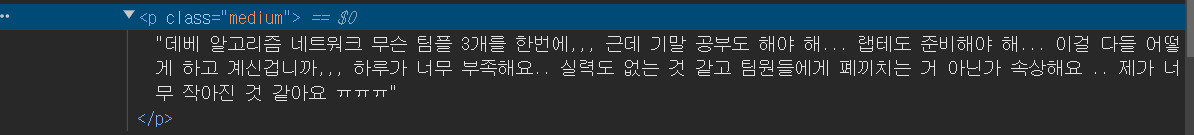 <p class="medium"> == $0
"데베 알고리즘 네트워크 무슨 팀플 3개를 한번에,,, 근데 기말 공부도 해야 해... 랩테도 준비해야 해... 이걸 다들 어떻
게 하고 계신겁니까,,, 하루가 너무 부족해요.. 실력도 없는 것 같고 팀원들에게 폐끼치는 거 아닌가 속상해요 .. 제가 너
무 작아진 것 같아요 ㅠㅠㅠ"
</p>